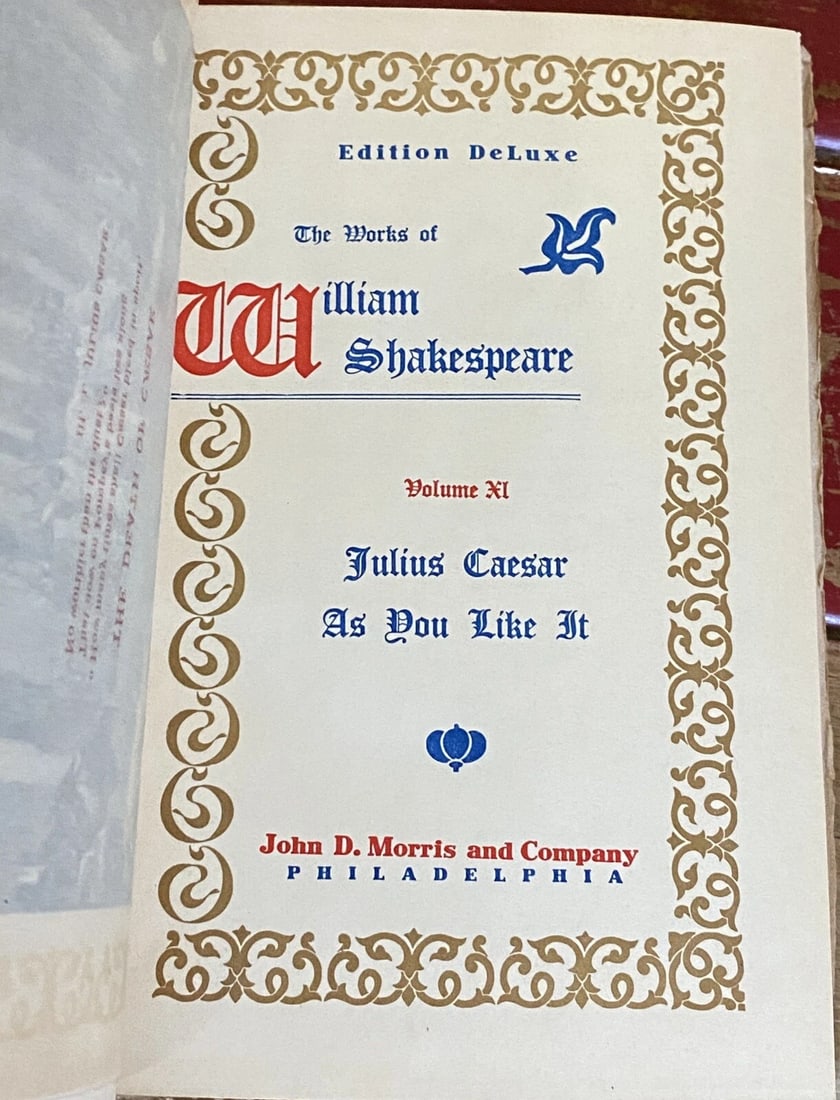 Edition DeLuxe
The Works of
William
Shakespeare
Volume XI
Julius Caesar
As You Like It
John D. Morris and Company
PHILADELPHIA